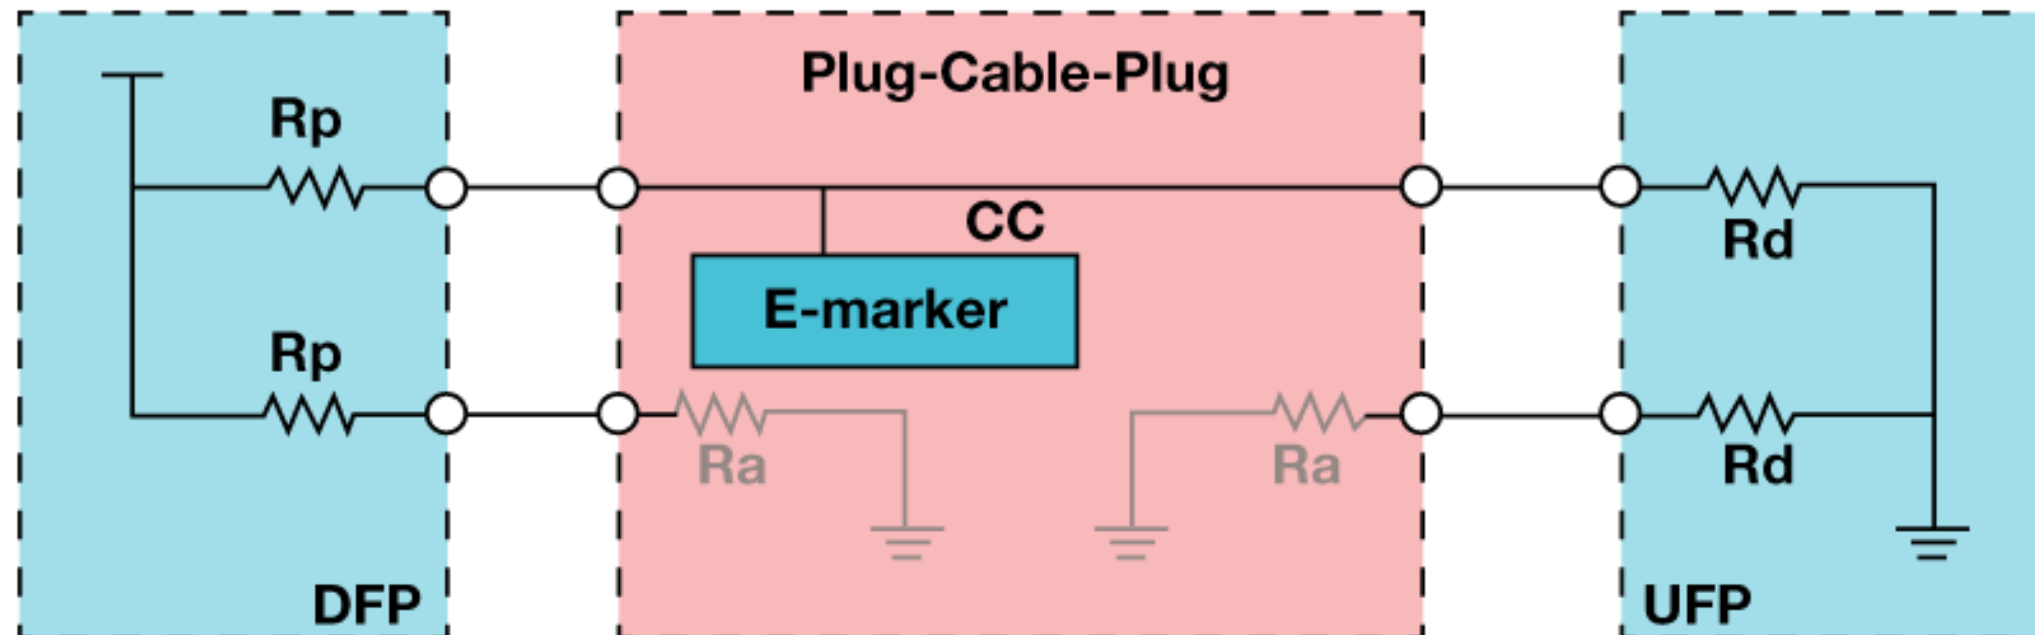 Plug-Cable-Plug
Rp
CC
Rd
E-marker
Rp
Ra
Ra
Rd
DFP
UFP